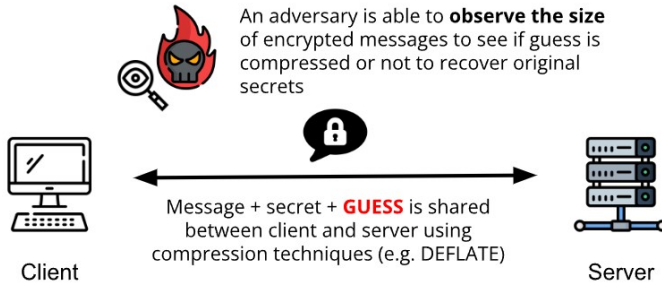 An adversary is able to observe the size
of encrypted messages to see if guess is
compressed or not to recover original
secrets
Message + secret + GUESS is shared
between client and server using
compression techniques (e.g. DEFLATE)
Client
Server